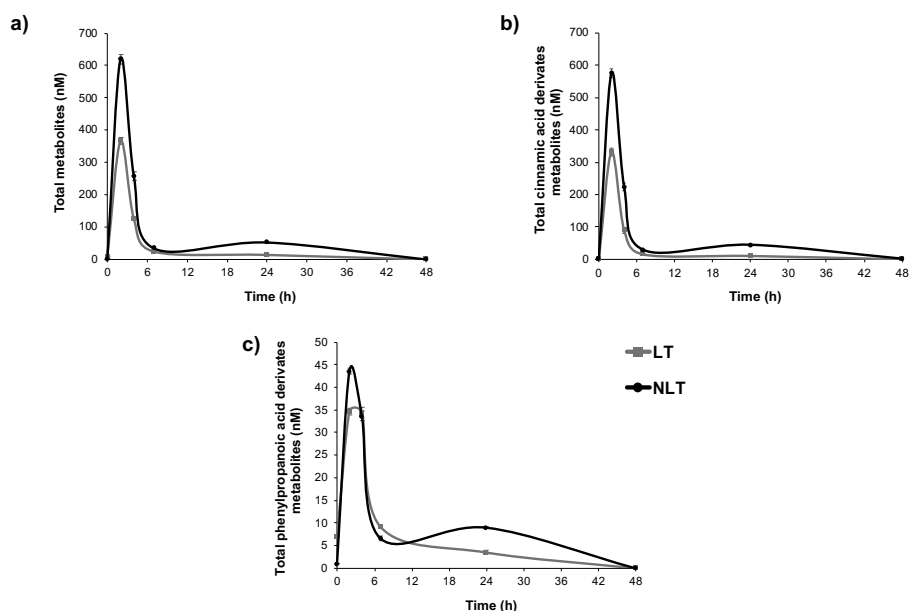 a)
Total metabolites (nM)
700
600
500
400
300
200
100
0
0 6 12 18 24 30 36 42 48
Time (h)
b)
Total cinnamic acid derivates
metabolites (nM)
700
600
500
400
300
200
100
0
0 6 12 18 24 30 36 42 48
Time (h)
c)
Total phenylpropanoic acid derivates
metabolites (nM)
50
45
40
35
30
25
20
15
10
5
0
0 6 12 18 24 30 36 42 48
Time (h)
LT
NLT